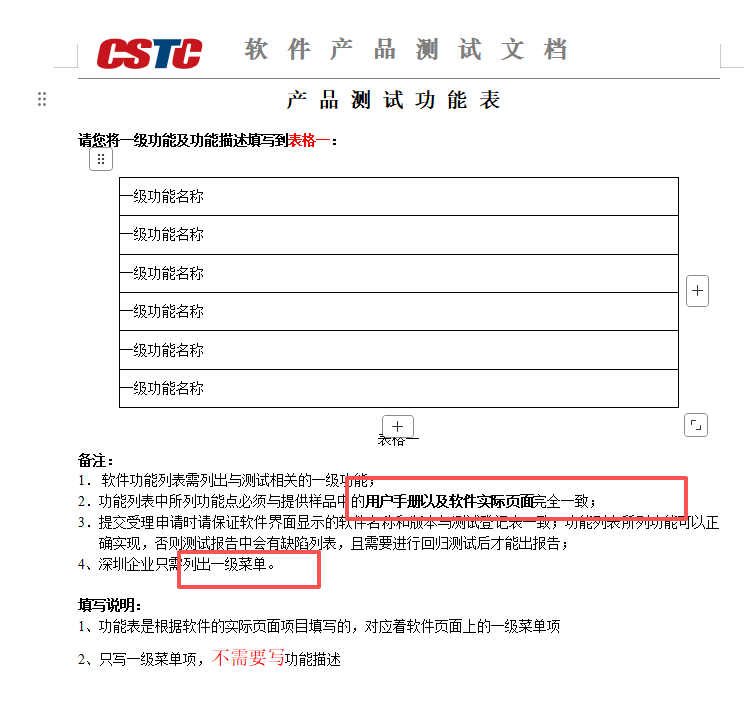 CSTC 软件产品测试文档
产品测试功能表
请您将一级功能及功能描述填写到表格一：
一级功能名称
一级功能名称
一级功能名称
一级功能名称
一级功能名称
一级功能名称
表格一
备注：
1. 软件功能列表需列出与测试相关的一级功能；
2. 功能列表中所列功能点必须与提供样品中的用户手册以及软件实际页面完全一致；
3. 提交受理申请时请保证软件界面显示的软件名称和版本与测试登记表一致；功能列表所列功能可以正
确实现，否则测试报告中会有缺陷列表，且需要进行回归测试后才能出报告；
4、深圳企业只需列出一级菜单。
填写说明：
1、功能表是根据软件的实际页面项目填写的，对应着软件页面上的一级菜单项
2、只写一级菜单项，不需要写功能描述